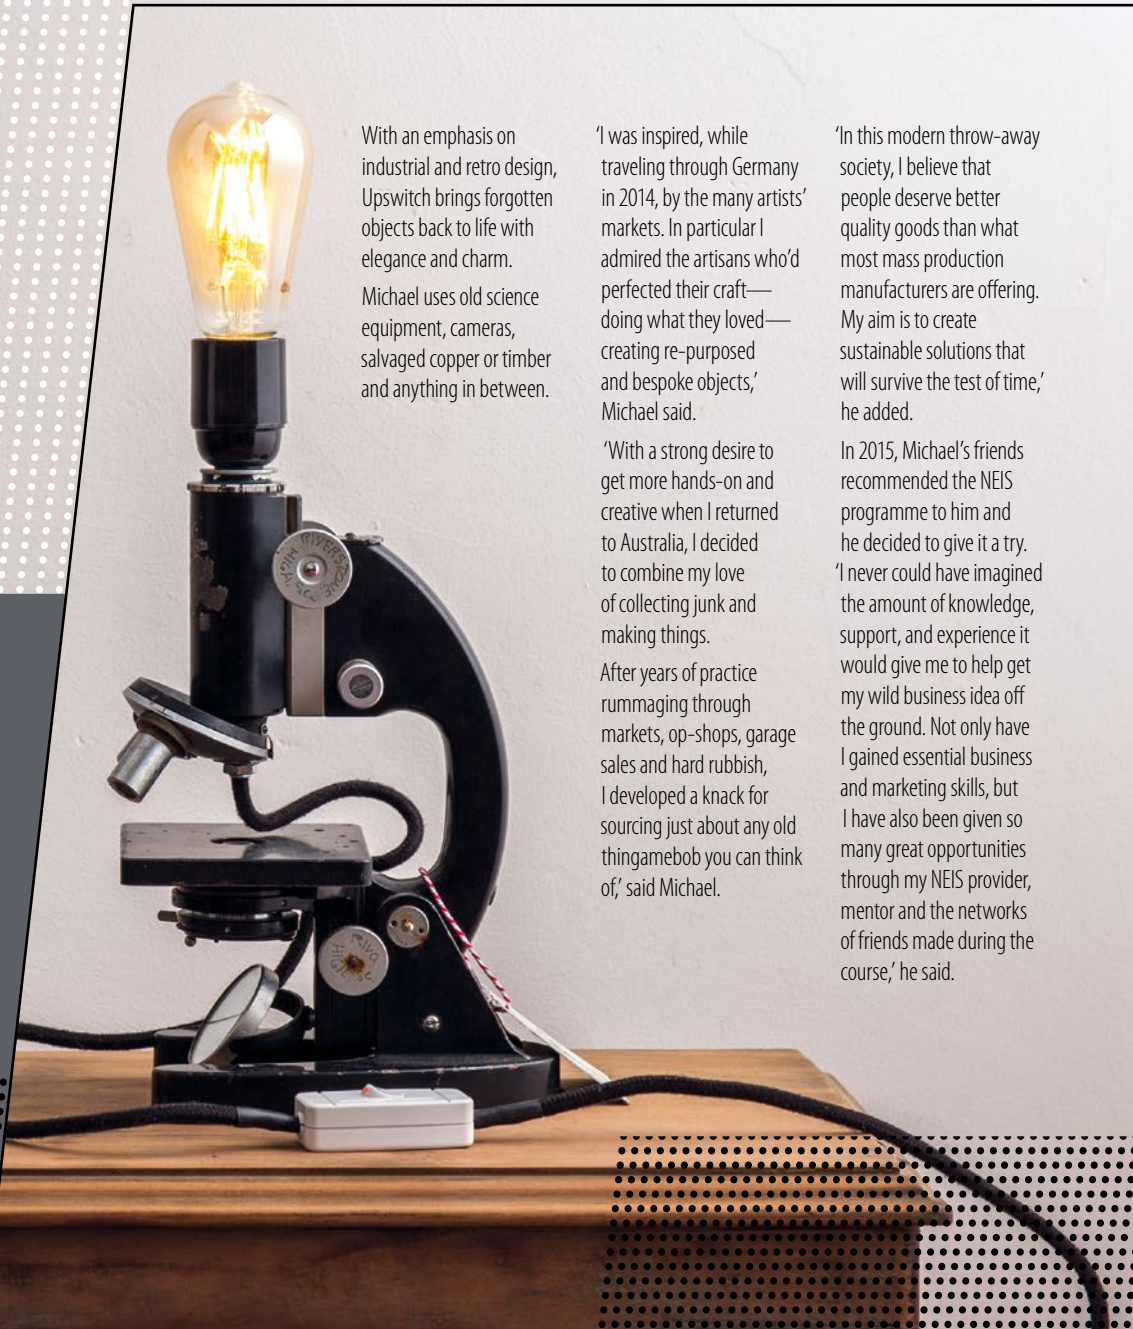 With an emphasis on
industrial and retro design,
Upswitch brings forgotten
objects back to life with
elegance and charm.
Michael uses old science
equipment, cameras,
salvaged copper or timber
and anything in between.
‘I was inspired, while
traveling through Germany
in 2014, by the many artists’
markets. In particular I
admired the artisans who’d
perfected their craft—
doing what they loved—
creating re-purposed
and bespoke objects,’
Michael said.
‘With a strong desire to
get more hands-on and
creative when I returned
to Australia, I decided
to combine my love
of collecting junk and
making things.
After years of practice
rummaging through
markets, op-shops, garage
sales and hard rubbish,
I developed a knack for
sourcing just about any old
thingamebob you can think
of,’ said Michael.
‘In this modern throw-away
society, I believe that
people deserve better
quality goods than what
most mass production
manufacturers are offering.
My aim is to create
sustainable solutions that
will survive the test of time,’
he added.
In 2015, Michael’s friends
recommended the NEIS
programme to him and
he decided to give it a try.
‘I never could have imagined
the amount of knowledge,
support, and experience it
would give me to help get
my wild business idea off
the ground. Not only have
I gained essential business
and marketing skills, but
I have also been given so
many great opportunities
through my NEIS provider,
mentor and the networks
of friends made during the
course,’ he said.
RIVERSTONE
HIGH SC
RIVO
HIGH SC